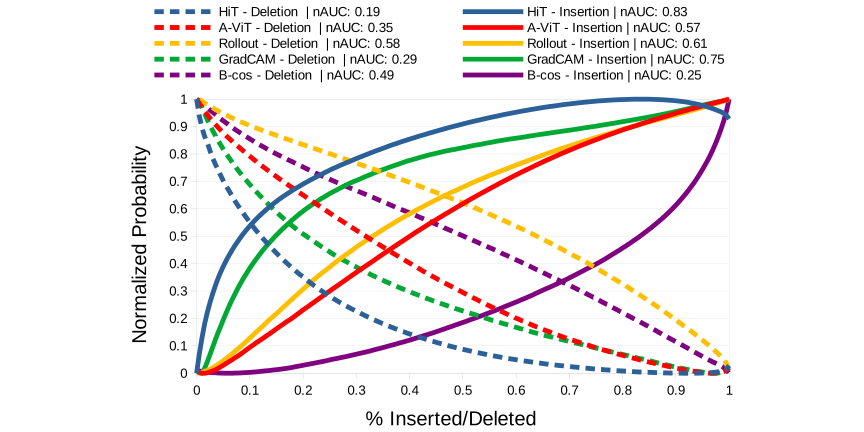 HiT - Deletion | nAUC: 0.19
A-ViT - Deletion | nAUC: 0.35
Rollout - Deletion | nAUC: 0.58
GradCAM - Deletion | nAUC: 0.29
B-cos - Deletion | nAUC: 0.49
HiT - Insertion | nAUC: 0.83
A-ViT - Insertion | nAUC: 0.57
Rollout - Insertion | nAUC: 0.61
GradCAM - Insertion | nAUC: 0.75
B-cos - Insertion | nAUC: 0.25
Normalized Probability
1
0.9
0.8
0.7
0.6
0.5
0.4
0.3
0.2
0.1
0
0 0.1 0.2 0.3 0.4 0.5 0.6 0.7 0.8 0.9 1
% Inserted/Deleted